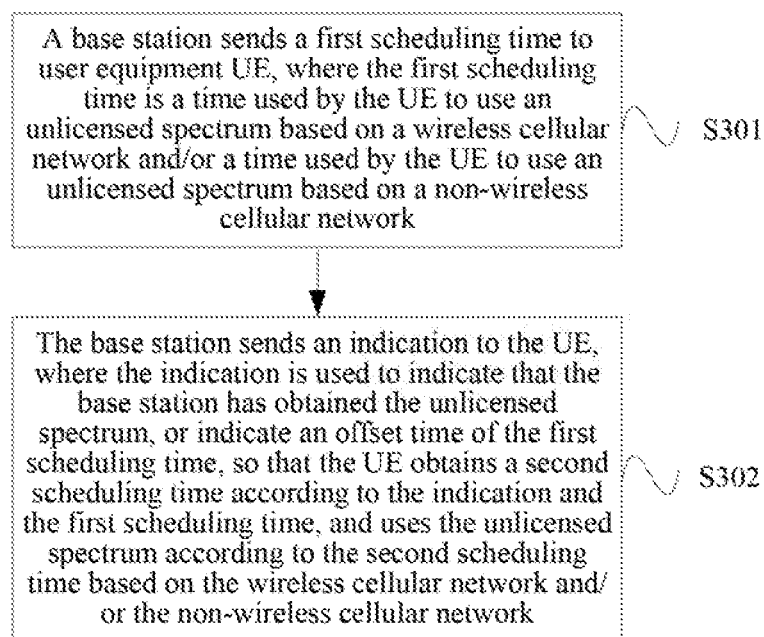 A base station sends a first scheduling time to
user equipment UE, where the first scheduling
time is a time used by the UE to use an
unlicensed spectrum based on a wireless cellular
network and/or a time used by the UE to use an
unlicensed spectrum based on a non-wireless
cellular network
S301
The base station sends an indication to the UE,
where the indication is used to indicate that the
base station has obtained the unlicensed
spectrum, or indicate an offset time of the first
scheduling time, so that the UE obtains a second
scheduling time according to the indication and
the first scheduling time, and uses the unlicensed
spectrum according to the second scheduling
time based on the wireless cellular network and/
or the non-wireless cellular network
S302